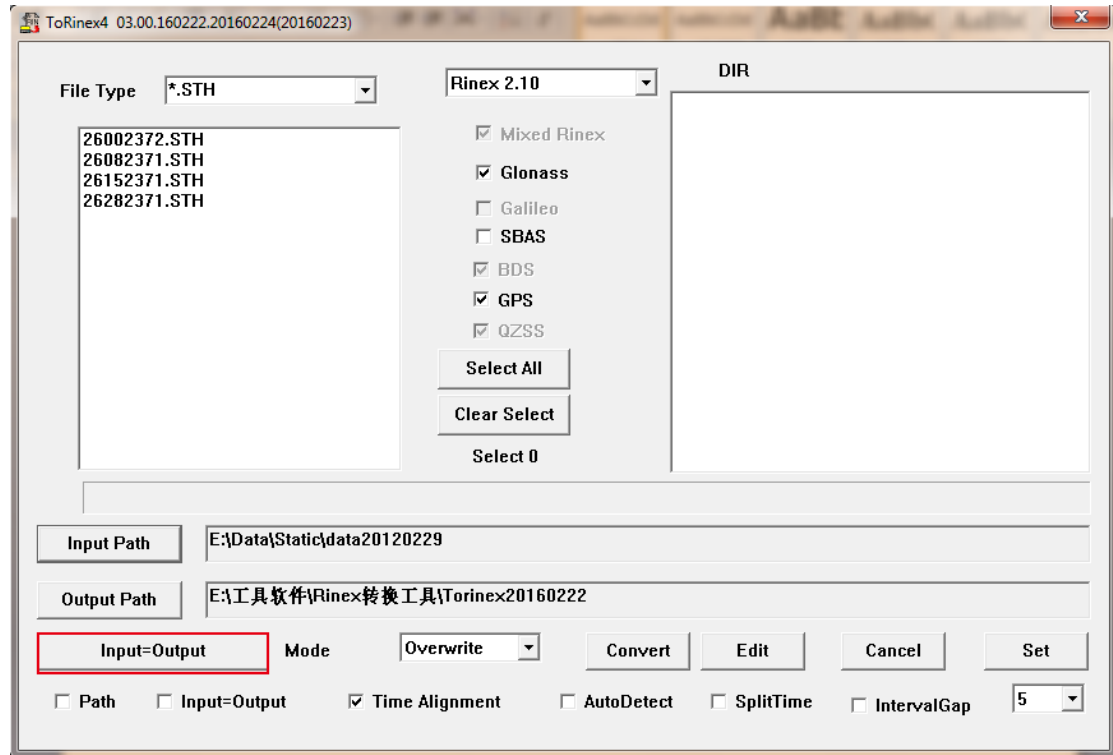 ToRinex4 03.00.160222.20160224(20160223)
File Type
*.STH
Rinex 2.10
DIR
26002372.STH
26082371.STH
26152371.STH
26282371.STH
Mixed Rinex
Glonass
Galileo
SBAS
BDS
GPS
QZSS
Select All
Clear Select
Select 0
Input Path
E:\Data\Static\data20120229
Output Path
E:\工具软件\Rinex转换工具\Torinex20160222
Input=Output
Mode
Overwrite
Convert
Edit
Cancel
Set
Path
Input=Output
Time Alignment
AutoDetect
SplitTime
IntervalGap
5